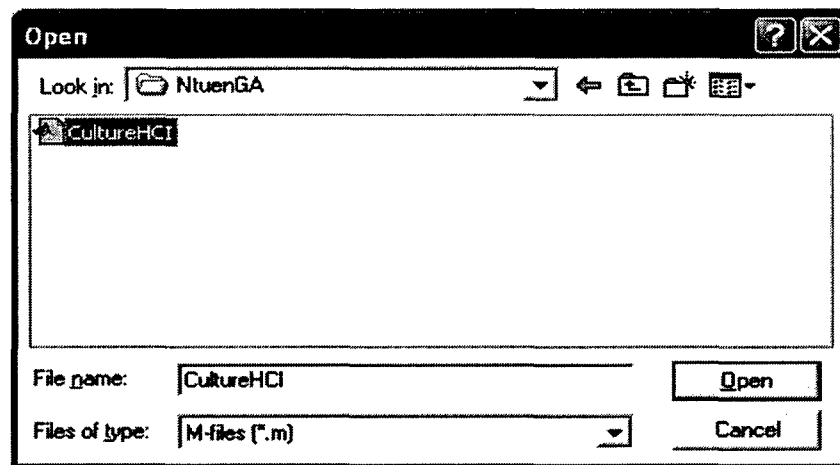 Open
Look in: NtuenGA
CultureHCI
File name: CultureHCI Open
Files of type: M-files (*.m) Cancel